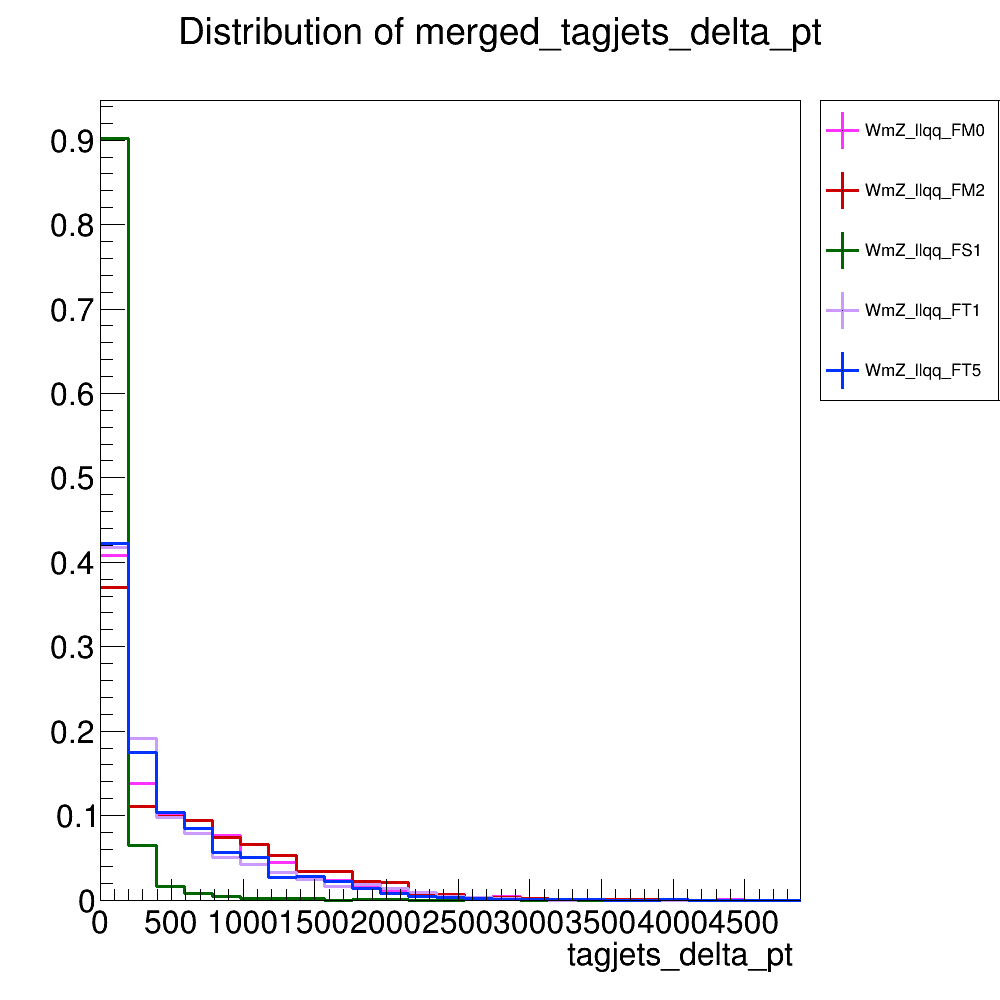 Distribution of merged_tagjets_delta_pt
0.9
0.8
0.7
0.6
0.5
0.4
0.3
0.2
0.1
0
0 500 1000 1500 2000 2500 3000 3500 4000 4500
tagjets_delta_pt
WmZ_llqq_FM0
WmZ_llqq_FM2
WmZ_llqq_FS1
WmZ_llqq_FT1
WmZ_llqq_FT5